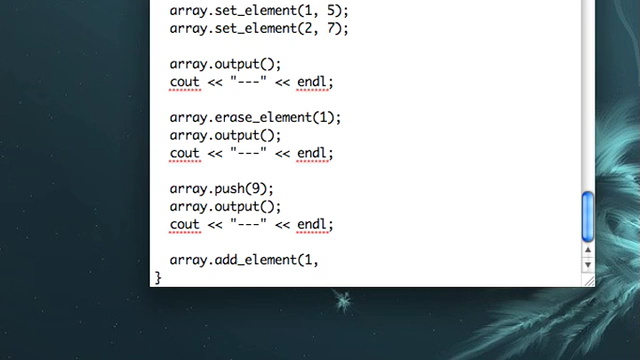 array.set_element(1, 5);
array.set_element(2, 7);
array.output();
cout << "---" << endl;
array.erase_element(1);
array.output();
cout << "---" << endl;
array.push(9);
array.output();
cout << "---" << endl;
array.add_element(1,
}